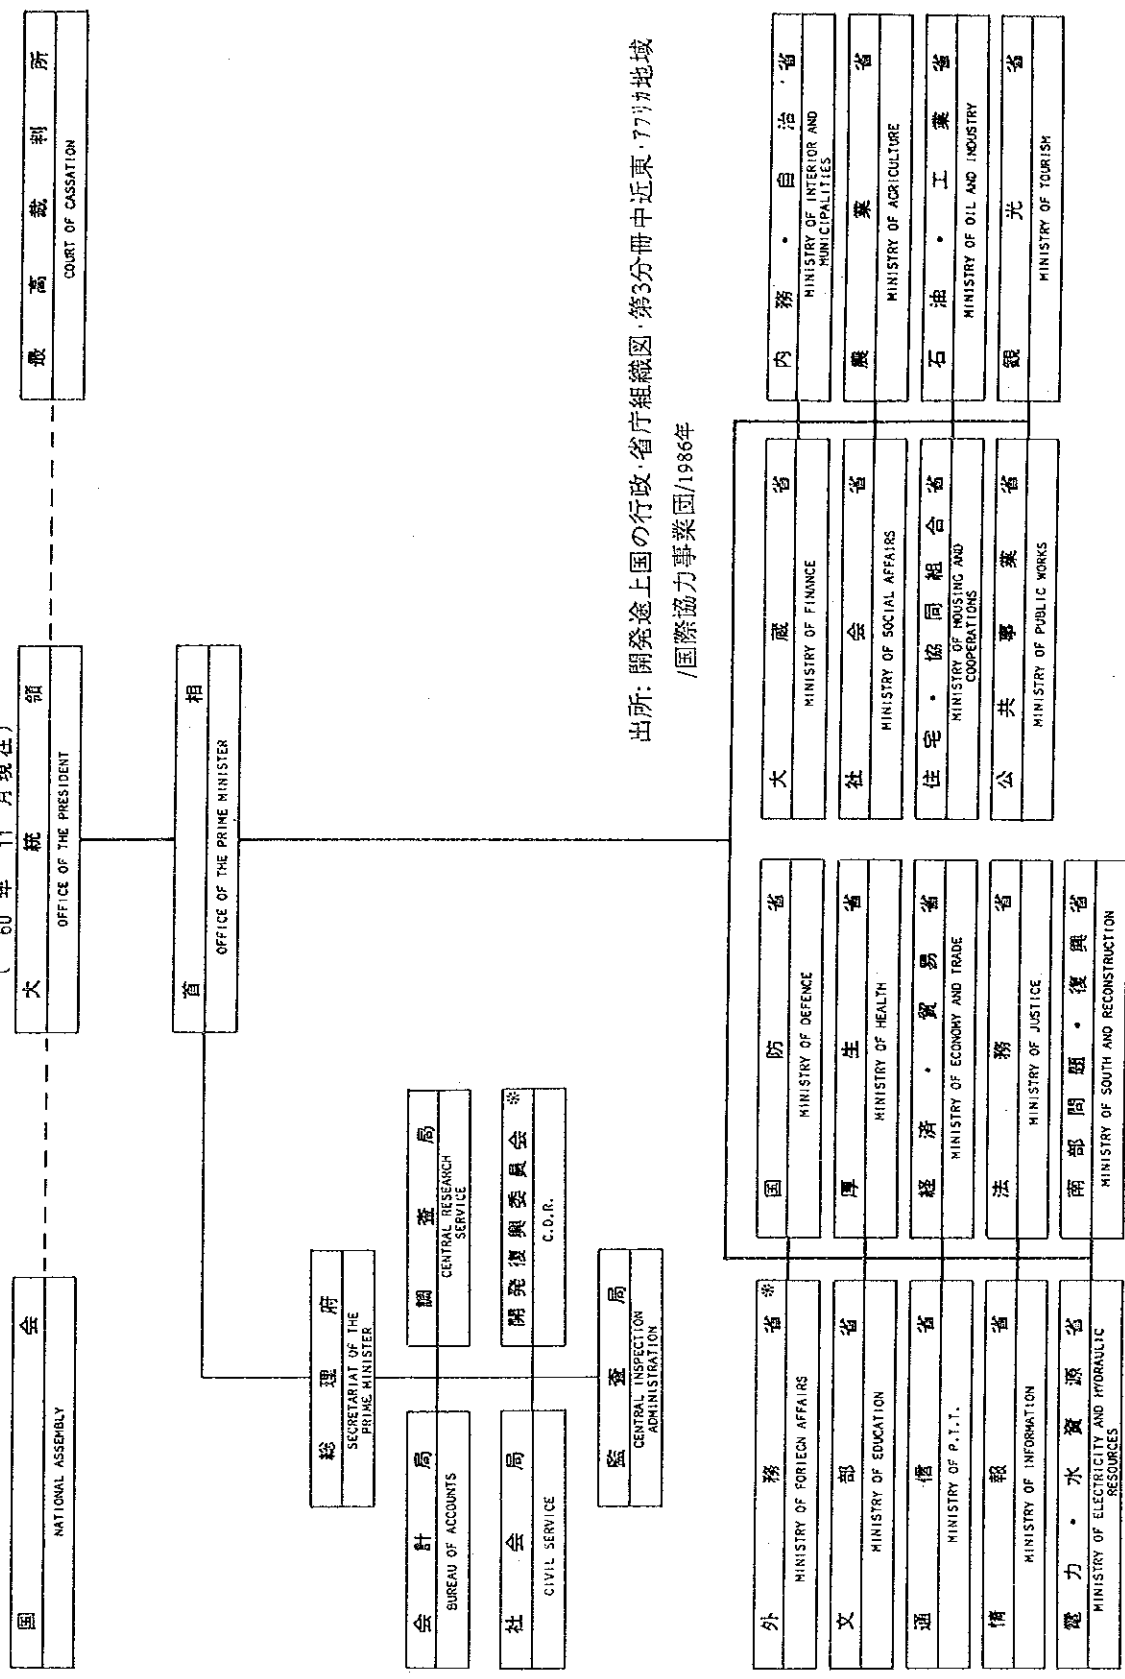 ( 60 年 11 月 現 在 )
国会
NATIONAL ASSEMBLY
大統領
OFFICE OF THE PRESIDENT
最高裁判所
COURT OF CASSATION
首相
OFFICE OF THE PRIME MINISTER
総理府
SECRETARIAT OF THE
PRIME MINISTER
会計局
BUREAU OF ACCOUNTS
調査局
CENTRAL RESEARCH
SERVICE
社会局
CIVIL SERVICE
開発復興委員会 ※
C.D.R.
監査局
CENTRAL INSPECTION
ADMINISTRATION
出所: 開発途上国の行政・省庁組織図・第3分冊中近東・アフリカ地域
/国際協力事業団/1986年
外務省 ※
MINISTRY OF FORIEGN AFFAIRS
国防省
MINISTRY OF DEFENCE
大蔵省
MINISTRY OF FINANCE
内務・自治省
MINISTRY OF INTERIOR AND
MUNICIPALITIES
文部省
MINISTRY OF EDUCATION
厚生省
MINISTRY OF HEALTH
社会省
MINISTRY OF SOCIAL AFFAIRS
農業省
MINISTRY OF AGRICULTURE
通信省
MINISTRY OF P.T.T.
経済・貿易省
MINISTRY OF ECONOMY AND TRADE
住宅・協同組合省
MINISTRY OF HOUSING AND
COOPERATIONS
石油・工業省
MINISTRY OF OIL AND INDUSTRY
情報省
MINISTRY OF INFORMATION
法務省
MINISTRY OF JUSTICE
公共事業省
MINISTRY OF PUBLIC WORKS
観光省
MINISTRY OF TOURISM
電力・水資源省
MINISTRY OF ELECTRICITY AND HYDRAULIC
RESOURCES
南部問題・復興省
MINISTRY OF SOUTH AND RECONSTRUCTION